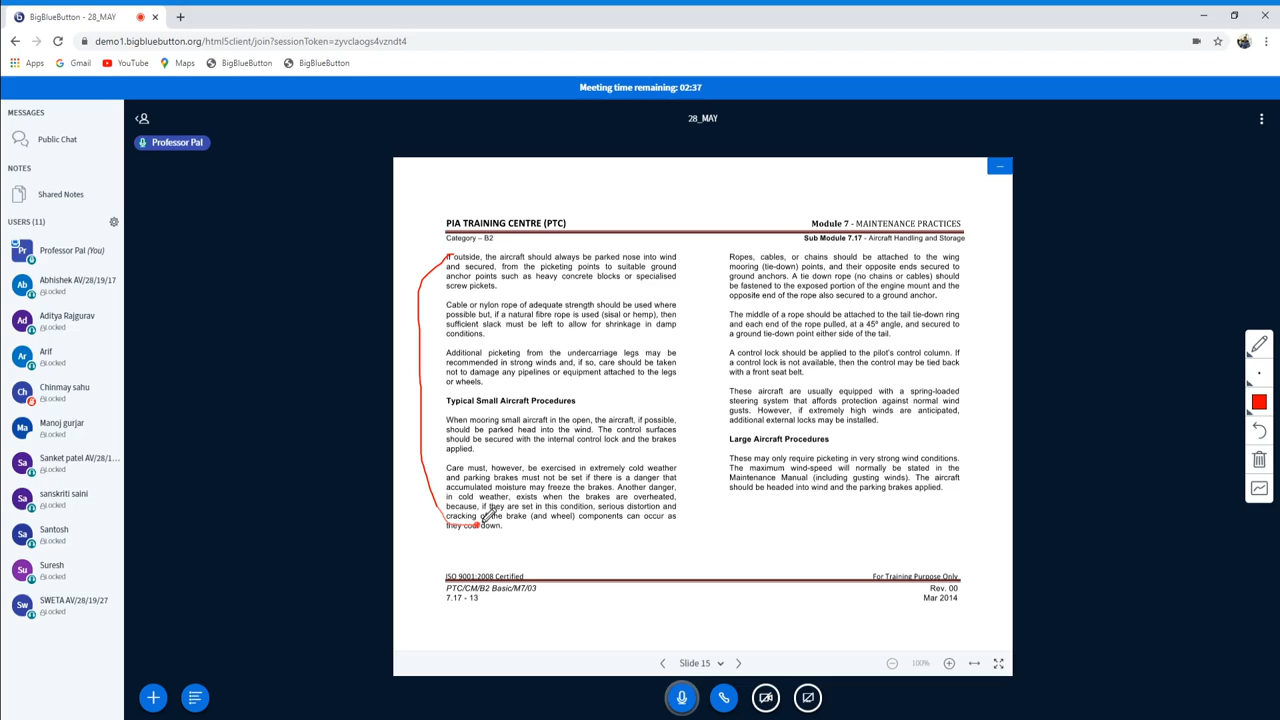 BigBlueButton - 28_MAY
demo1.bigbluebutton.org/html5client/join?sessionToken=zyvclaogs4vzndt4
Apps Gmail YouTube Maps BigBlueButton BigBlueButton
Meeting time remaining: 02:37
MESSAGES
Public Chat
NOTES
Shared Notes
USERS (11)
Pr Professor Pal (You)
Ab Abhishek AV/28/19/17
Locked
Ad Aditya Rajgurav
Locked
Ar Arif
Locked
Ch Chinmay sahu
Locked
Ma Manoj gurjar
Locked
Sa Sanket patel AV/28/1...
Locked
Sa sanskriti saini
Locked
Sa Santosh
Locked
Su Suresh
Locked
Sw SWETA AV/28/19/27
Locked
28_MAY
Professor Pal
PIA TRAINING CENTRE (PTC)
Module 7 - MAINTENANCE PRACTICES
Category – B2
Sub Module 7.17 - Aircraft Handling and Storage
If outside, the aircraft should always be parked nose into wind
and secured, from the picketing points to suitable ground
anchor points such as heavy concrete blocks or specialised
screw pickets.
Cable or nylon rope of adequate strength should be used where
possible but, if a natural fibre rope is used (sisal or hemp), then
sufficient slack must be left to allow for shrinkage in damp
conditions.
Additional picketing from the undercarriage legs may be
recommended in strong winds and, if so, care should be taken
not to damage any pipelines or equipment attached to the legs
or wheels.
Typical Small Aircraft Procedures
When mooring small aircraft in the open, the aircraft, if possible,
should be parked head into the wind. The control surfaces
should be secured with the internal control lock and the brakes
applied.
Care must, however, be exercised in extremely cold weather
and parking brakes must not be set if there is a danger that
accumulated moisture may freeze the brakes. Another danger,
in cold weather, exists when the brakes are overheated,
because, if they are set in this condition, serious distortion and
cracking of the brake (and wheel) components can occur as
they cool down.
Ropes, cables, or chains should be attached to the wing
mooring (tie-down) points, and their opposite ends secured to
ground anchors. A tie down rope (no chains or cables) should
be fastened to the exposed portion of the engine mount and the
opposite end of the rope also secured to a ground anchor.
The middle of a rope should be attached to the tail tie-down ring
and each end of the rope pulled, at a 45º angle, and secured to
a ground tie-down point either side of the tail.
A control lock should be applied to the pilot's control column. If
a control lock is not available, then the control may be tied back
with a front seat belt.
These aircraft are usually equipped with a spring-loaded
steering system that affords protection against normal wind
gusts. However, if extremely high winds are anticipated,
additional external locks may be installed.
Large Aircraft Procedures
These may only require picketing in very strong wind conditions.
The maximum wind-speed will normally be stated in the
Maintenance Manual (including gusting winds). The aircraft
should be headed into wind and the parking brakes applied.
ISO 9001:2008 Certified
For Training Purpose Only
PTC/CM/B2 Basic/M7/03
Rev. 00
7.17 - 13
Mar 2014
Slide 15
100%